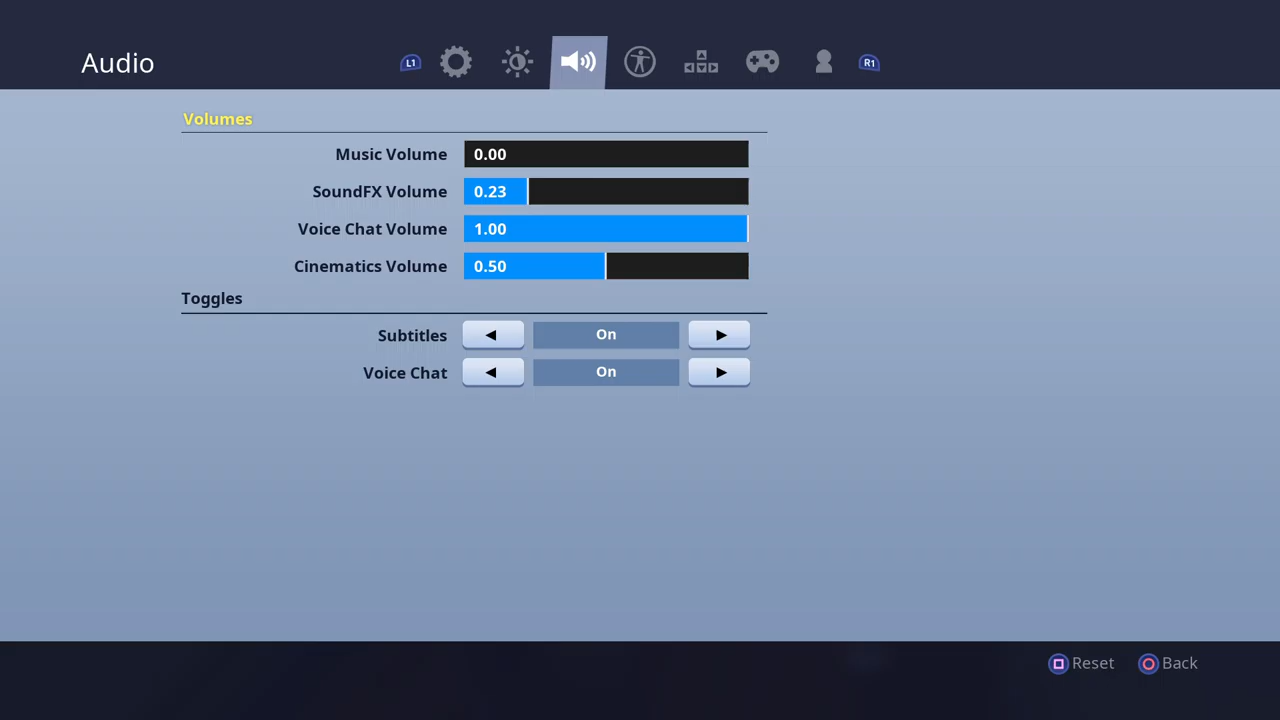 Audio
L1
R1
Volumes
Music Volume 0.00
SoundFX Volume 0.23
Voice Chat Volume 1.00
Cinematics Volume 0.50
Toggles
Subtitles On
Voice Chat On
Reset Back